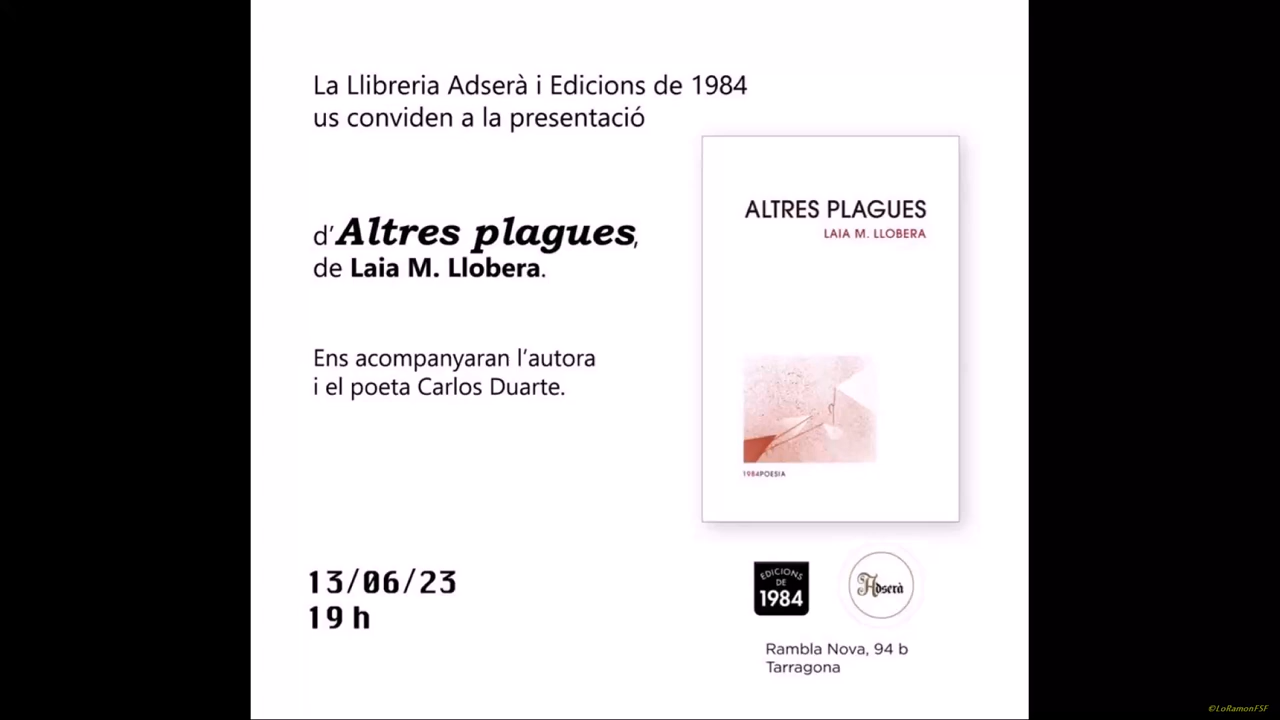 La Llibreria Adserà i Edicions de 1984
us conviden a la presentació
d'Altres plagues,
de Laia M. Llobera.
Ens acompanyaran l'autora
i el poeta Carlos Duarte.
13/06/23
19 h
ALTRES PLAGUES
LAIA M. LLOBERA
1984POESIA
EDICIONS
DE
1984
Adserà
Rambla Nova, 94 b
Tarragona
©LoRamonFSF